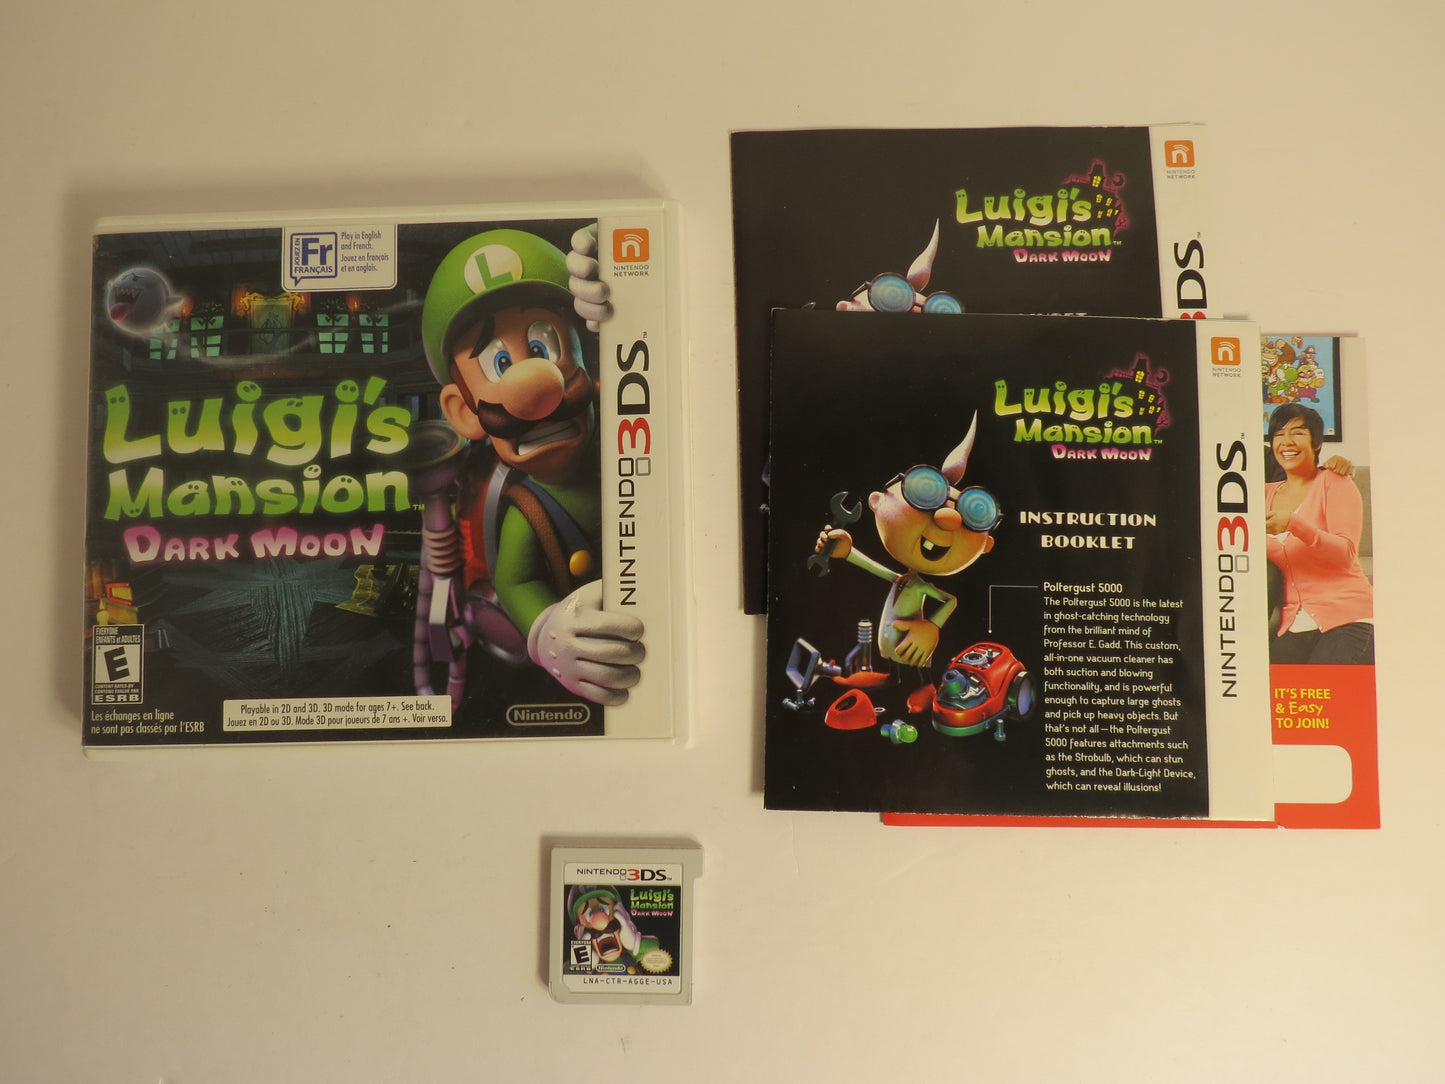 JOUEZ EN
Fr
FRANÇAIS
Play in English
and French.
Jouez en français
et en anglais.
L
Luigi's
Mansion™
DARK MOON
EVERYONE
ENFANTS et ADULTES
E
CONTENT RATED BY
CONTENU ÉVALUÉ PAR
ESRB
Les échanges en ligne
ne sont pas classés par l'ESRB
Playable in 2D and 3D. 3D mode for ages 7+. See back.
Jouez en 2D ou 3D. Mode 3D pour joueurs de 7 ans +. Voir verso.
Nintendo®
NINTENDO
NETWORK
NINTENDO 3DS™
Luigi's
Mansion™
DARK MOON
NINTENDO
NETWORK
3DS
Luigi's
Mansion™
DARK MOON
INSTRUCTION
BOOKLET
Poltergust 5000
The Poltergust 5000 is the latest
in ghost-catching technology
from the brilliant mind of
Professor E. Gadd. This custom,
all-in-one vacuum cleaner has
both suction and blowing
functionality, and is powerful
enough to capture large ghosts
and pick up heavy objects. But
that's not all—the Poltergust
5000 features attachments such
as the Strobulb, which can stun
ghosts, and the Dark-Light Device,
which can reveal illusions!
NINTENDO
NETWORK
NINTENDO 3DS™
IT'S FREE
& Easy
TO JOIN!
NINTENDO 3DS™
Luigi's
Mansion
DARK MOON
EVERYONE
E
ESRB
Nintendo
LNA-CTR-AGGE-USA